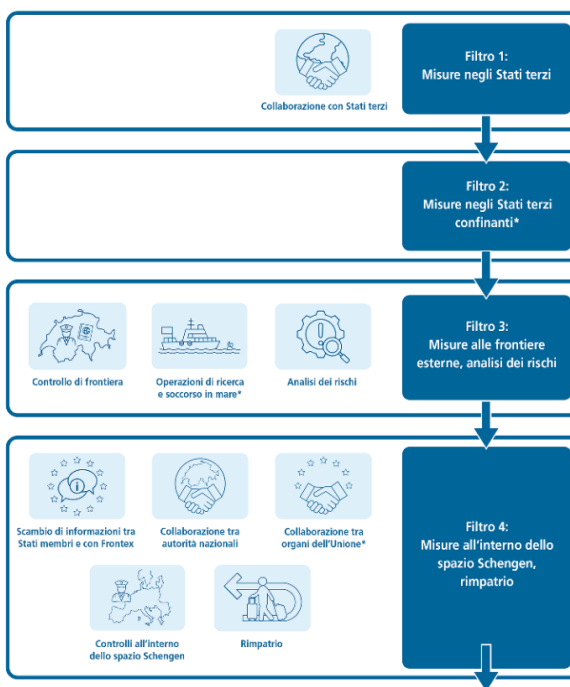 Filtro 1:
Misure negli Stati terzi
Collaborazione con Stati terzi
Filtro 2:
Misure negli Stati terzi
confinanti*
Filtro 3:
Misure alle frontiere
esterne, analisi dei rischi
Controllo di frontiera
Operazioni di ricerca
e soccorso in mare*
Analisi dei rischi
Filtro 4:
Misure all'interno dello
spazio Schengen,
rimpatrio
Scambio di informazioni tra
Stati membri e con Frontex
Collaborazione tra
autorità nazionali
Collaborazione tra
organi dell'Unione*
Controlli all'interno
dello spazio Schengen
Rimpatrio